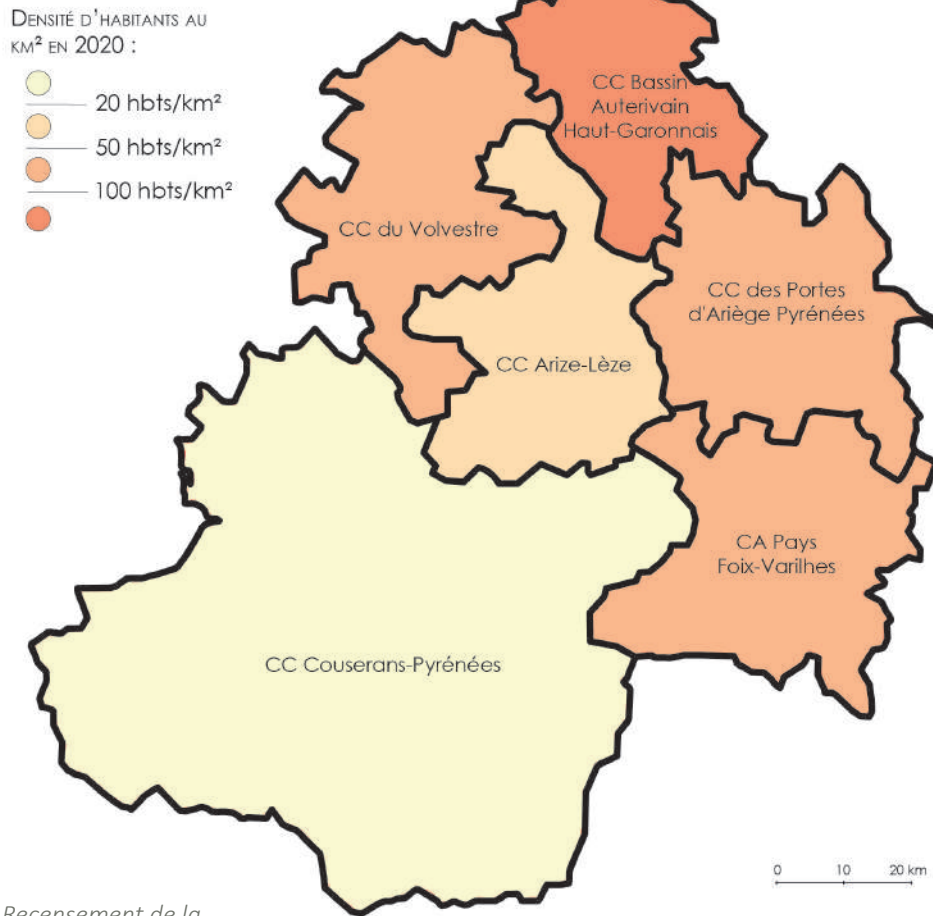 DENSITÉ D'HABITANTS AU
KM² EN 2020 :
20 hbts/km²
50 hbts/km²
100 hbts/km²
CC Bassin
Auterivain
Haut-Garonnais
CC du Volvestre
CC des Portes
d'Ariège Pyrénées
CC Arize-Lèze
CA Pays
Foix-Varilhes
CC Couserans-Pyrénées
0 10 20 km
Recensement de la